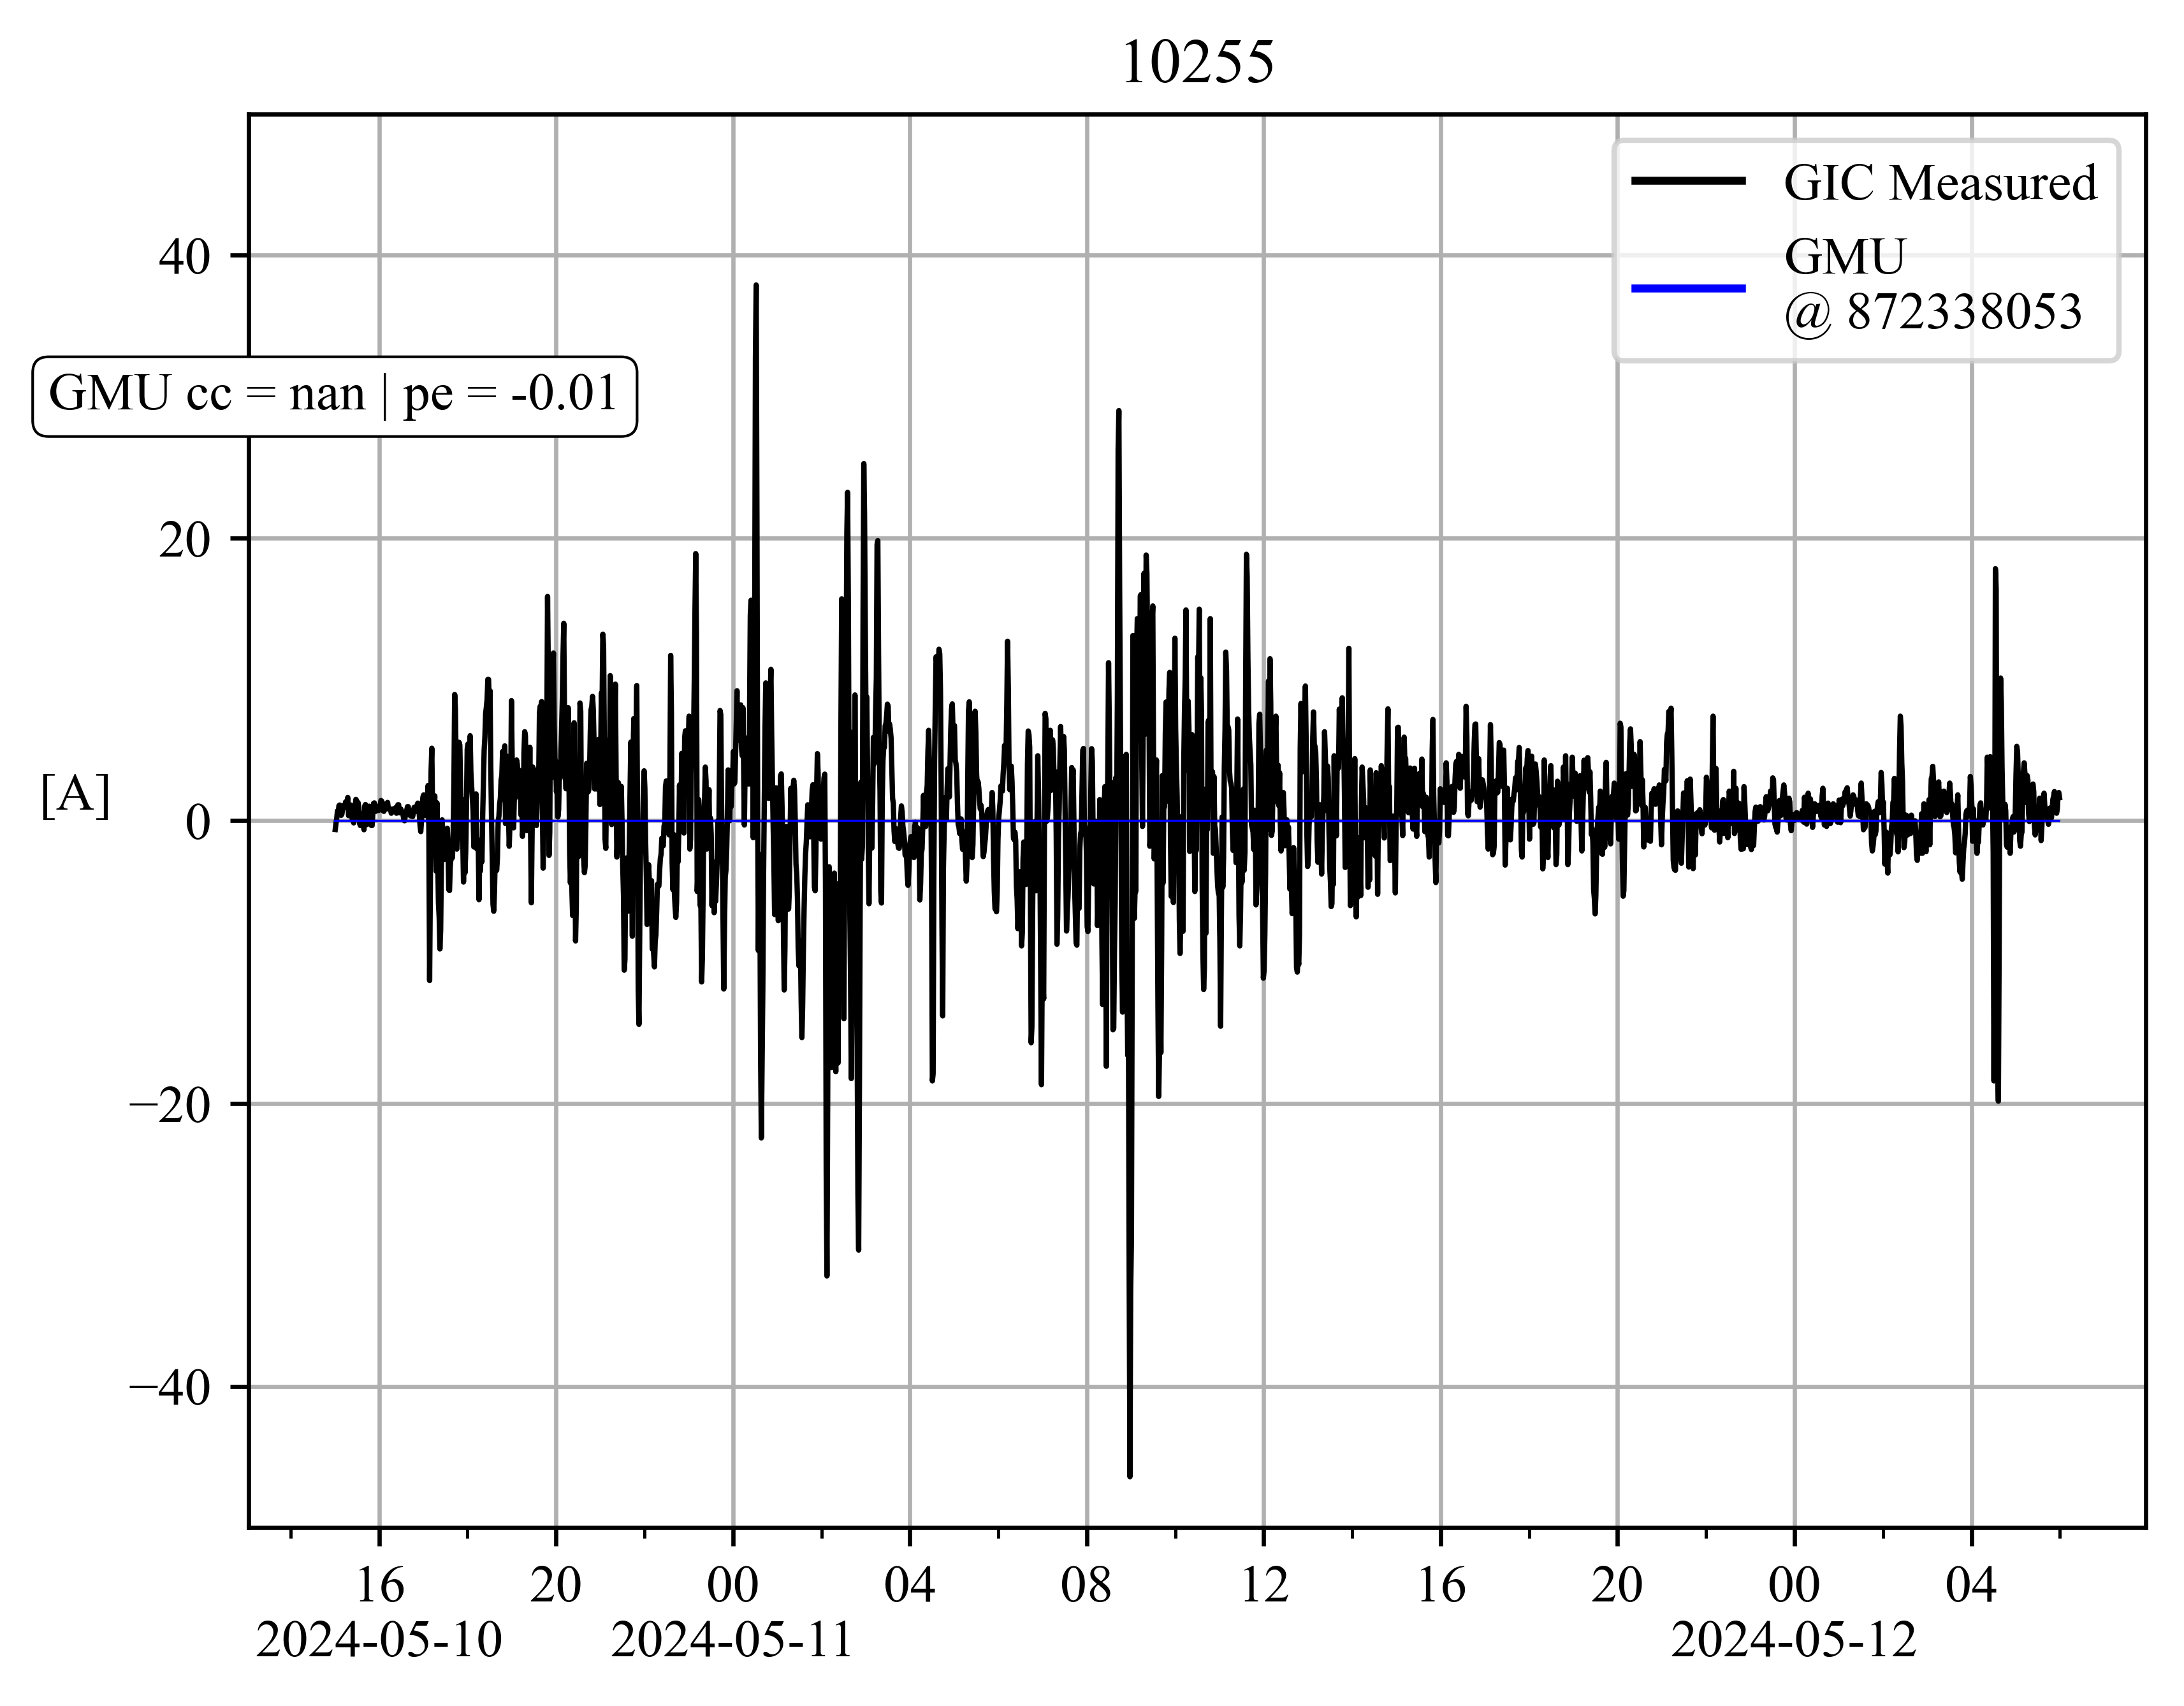 10255
GIC Measured
GMU
@ 872338053
GMU cc = nan | pe = -0.01
[A]
40
20
0
−20
−40
16 20 00 04 08 12 16 20 00 04
2024-05-10 2024-05-11 2024-05-12